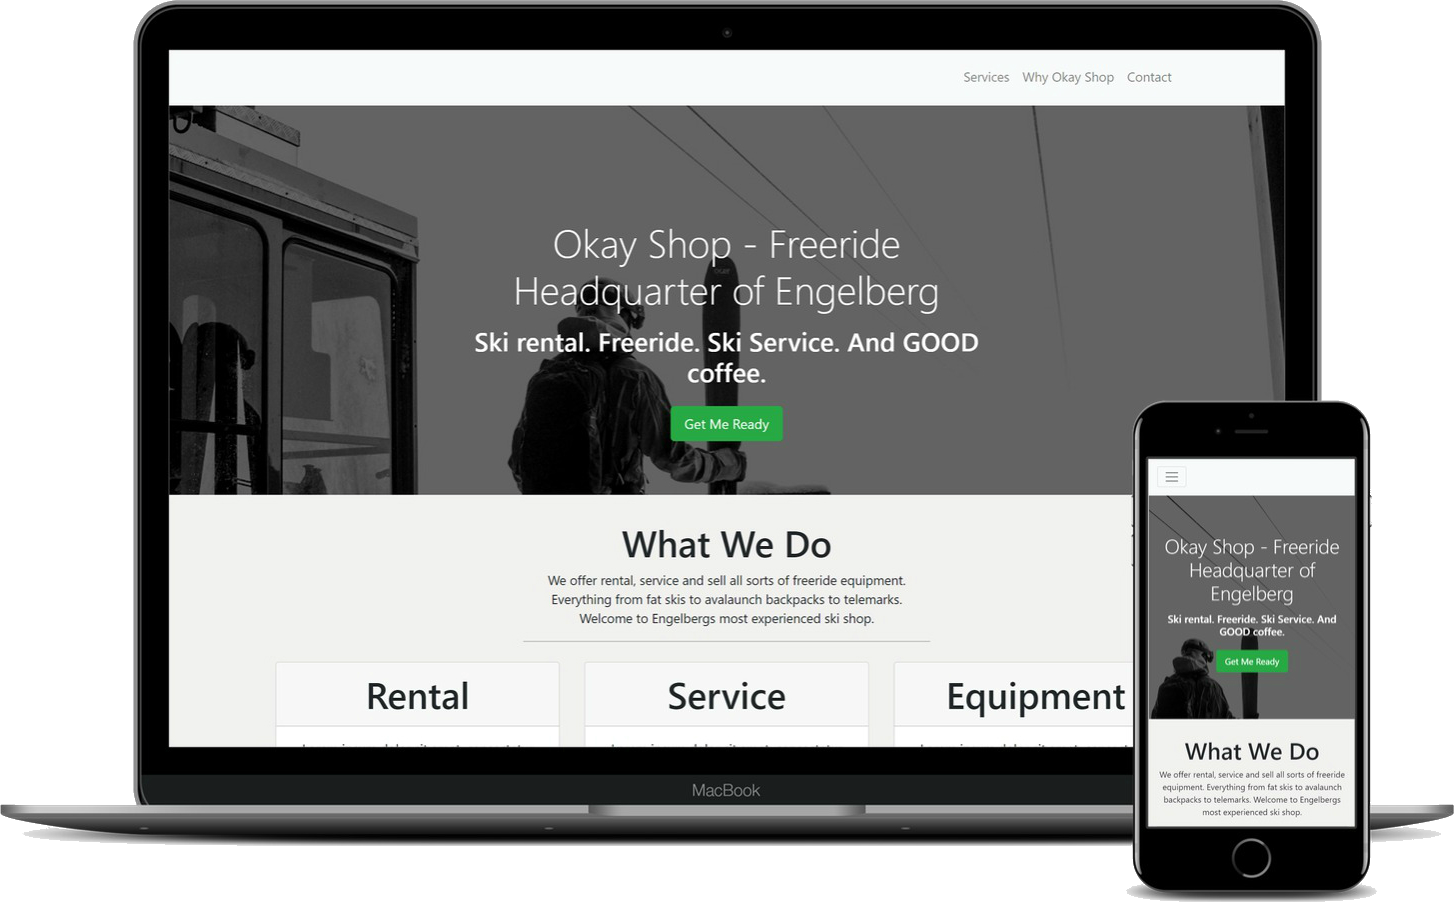 Services Why Okay Shop Contact
Okay Shop - Freeride
Headquarter of Engelberg
Ski rental. Freeride. Ski Service. And GOOD
coffee.
Get Me Ready
What We Do
We offer rental, service and sell all sorts of freeride equipment.
Everything from fat skis to avalaunch backpacks to telemarks.
Welcome to Engelbergs most experienced ski shop.
Rental
Service
Equipment
MacBook
Okay Shop - Freeride
Headquarter of
Engelberg
Ski rental. Freeride. Ski Service. And
GOOD coffee.
Get Me Ready
What We Do
We offer rental, service and sell all sorts of freeride
equipment. Everything from fat skis to avalaunch
backpacks to telemarks. Welcome to Engelbergs
most experienced ski shop.